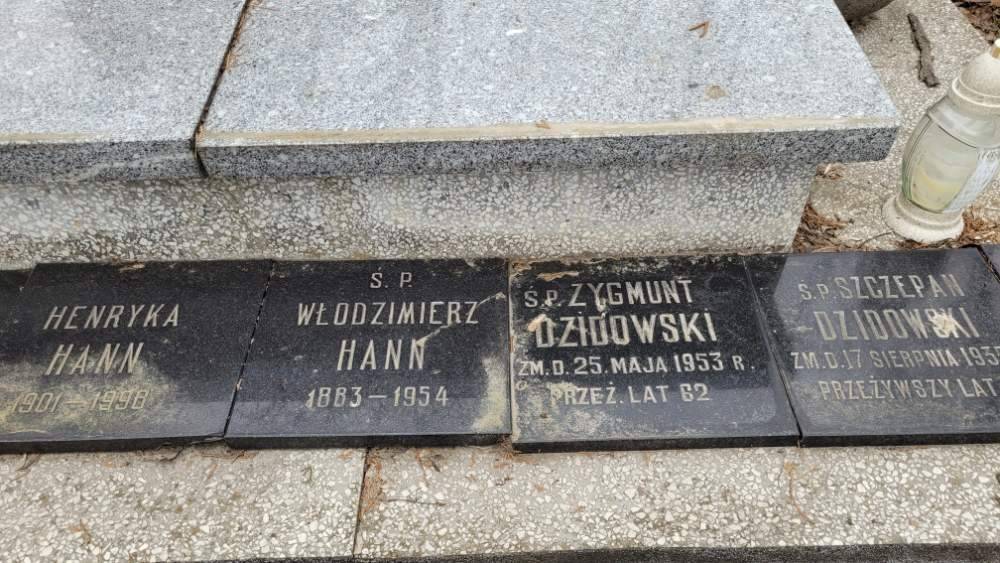 HENRYKA
HANN
1901 – 1998
Ś. P.
WŁODZIMIERZ
HANN
1883 – 1954
Ś. P. ZYGMUNT
DZIDOWSKI
ZM. D. 25. MAJA 1953 R.
PRZEŻ. LAT 62
Ś. P. SZCZEPAN
DZIDOWSKI
ZM. D. 17 SIERPNIA
PRZEŻYWSZY LAT